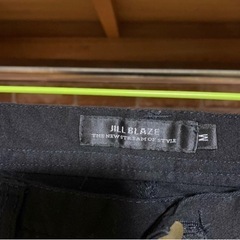 JILL BLAZE
THE NEW STREAM OF STYLE
M